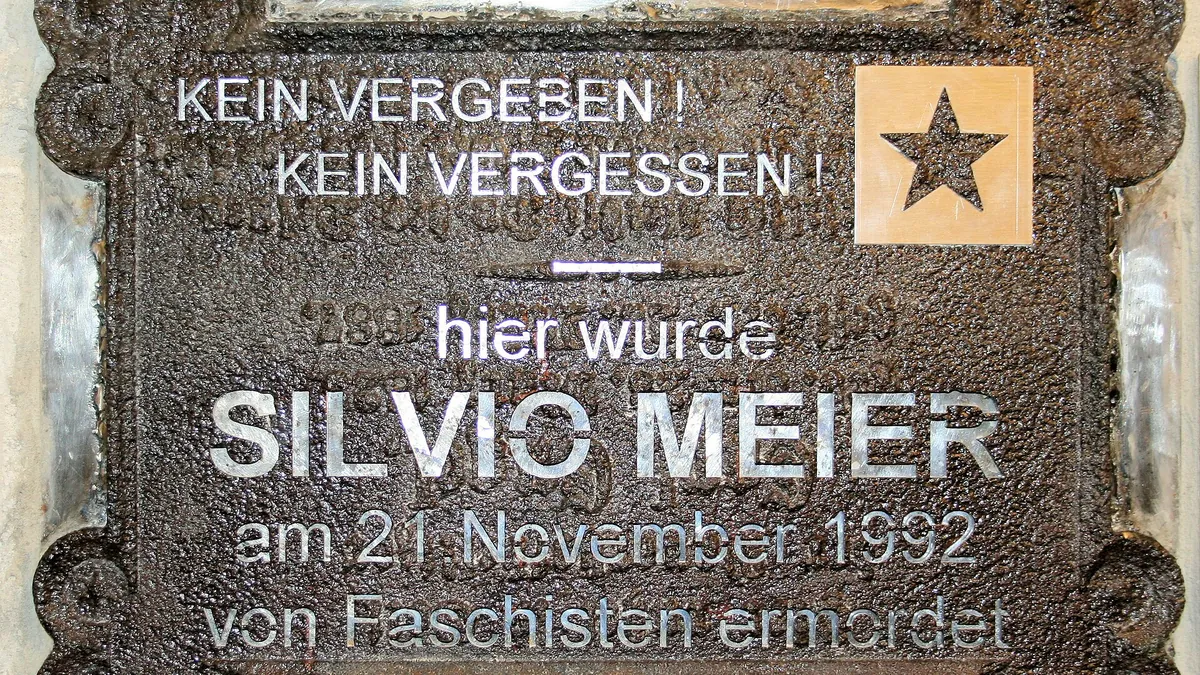 KEIN VERGEBEN !
KEIN VERGESSEN !
hier wurde
SILVIO MEIER
am 21 November 1992
von Faschisten ermordet